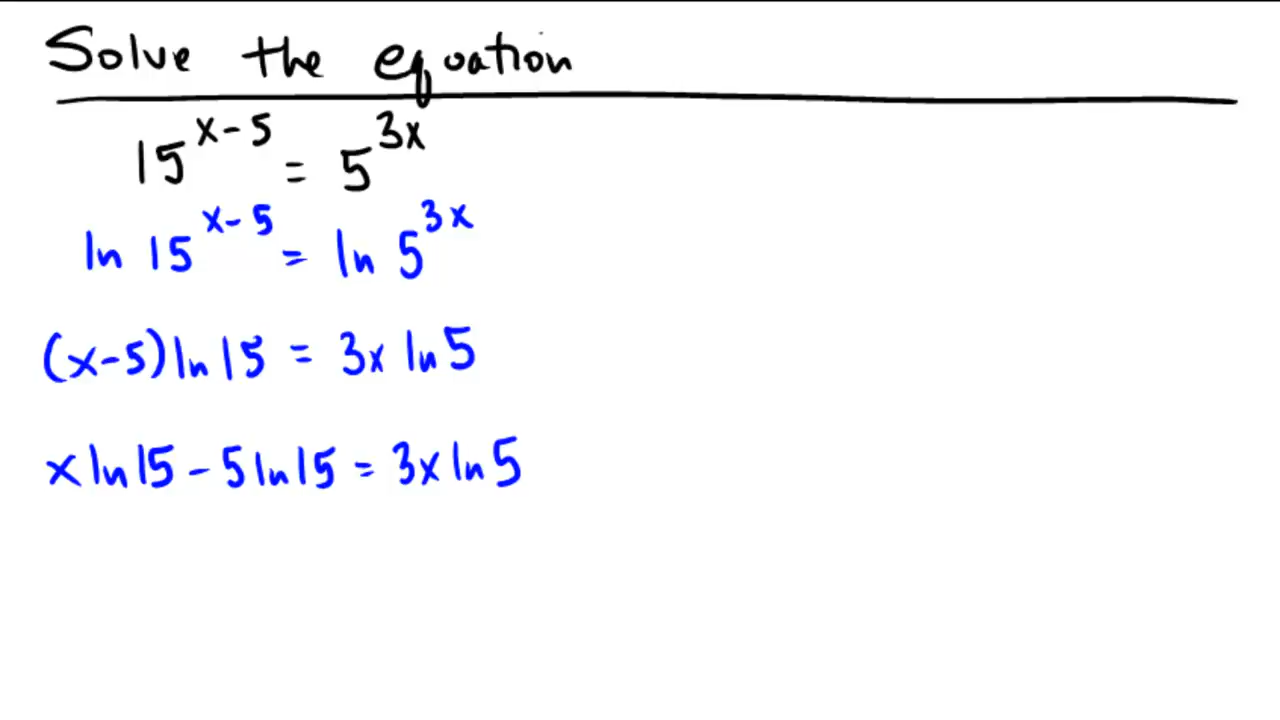 Solve the equation
15^{x-5} = 5^{3x}
ln 15^{x-5} = ln 5^{3x}
(x-5) ln 15 = 3x ln 5
x ln 15 - 5 ln 15 = 3x ln 5